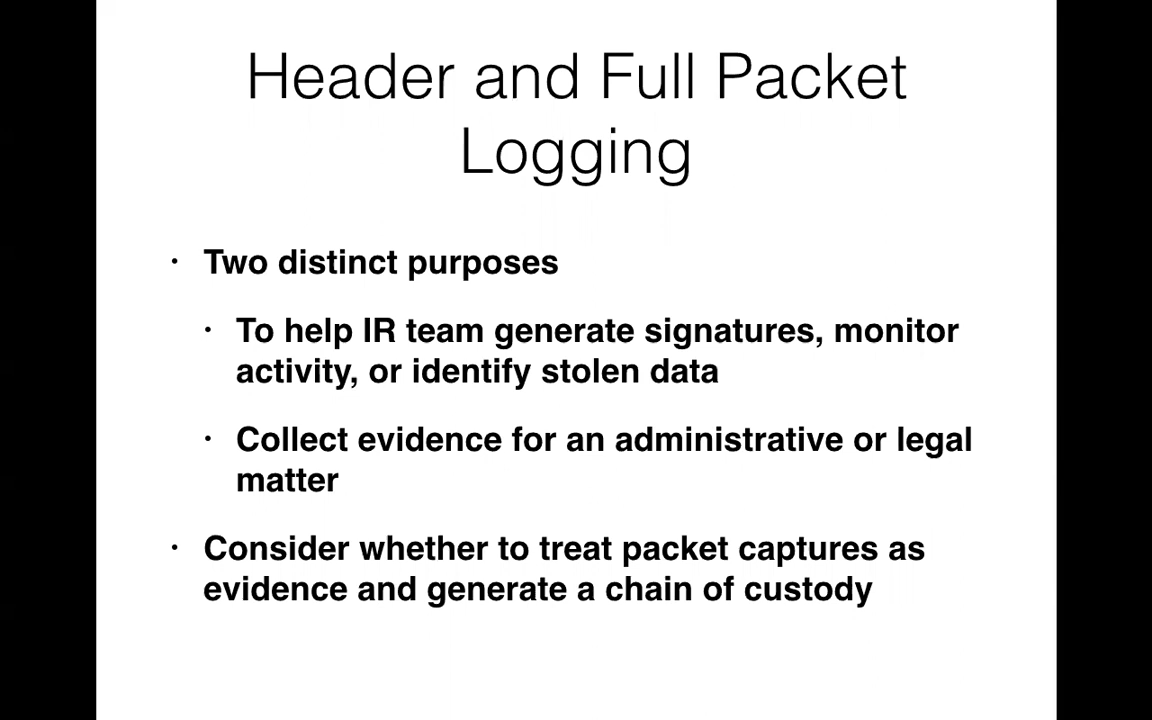 Header and Full Packet
Logging
• Two distinct purposes
• To help IR team generate signatures, monitor
activity, or identify stolen data
• Collect evidence for an administrative or legal
matter
• Consider whether to treat packet captures as
evidence and generate a chain of custody